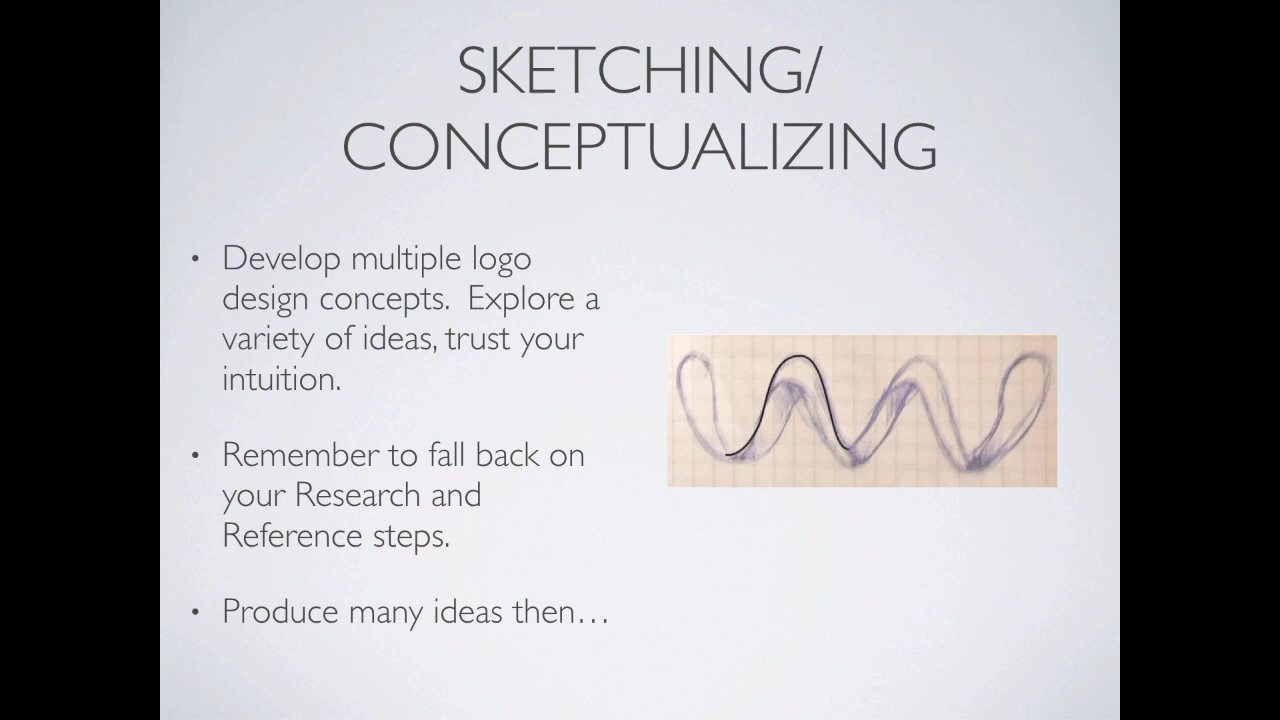 SKETCHING/
CONCEPTUALIZING
• Develop multiple logo
design concepts.  Explore a
variety of ideas, trust your
intuition.
• Remember to fall back on
your Research and
Reference steps.
• Produce many ideas then…